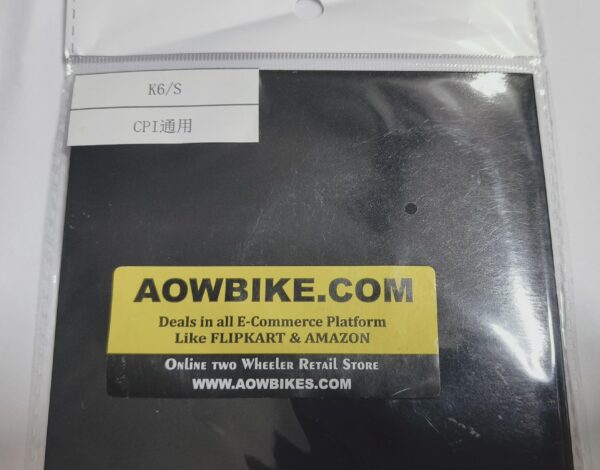 K6/S
CPI通用
AOWBIKE.COM
Deals in all E-Commerce Platform
Like FLIPKART & AMAZON
ONLINE TWO WHEELER RETAIL STORE
WWW.AOWBIKES.COM